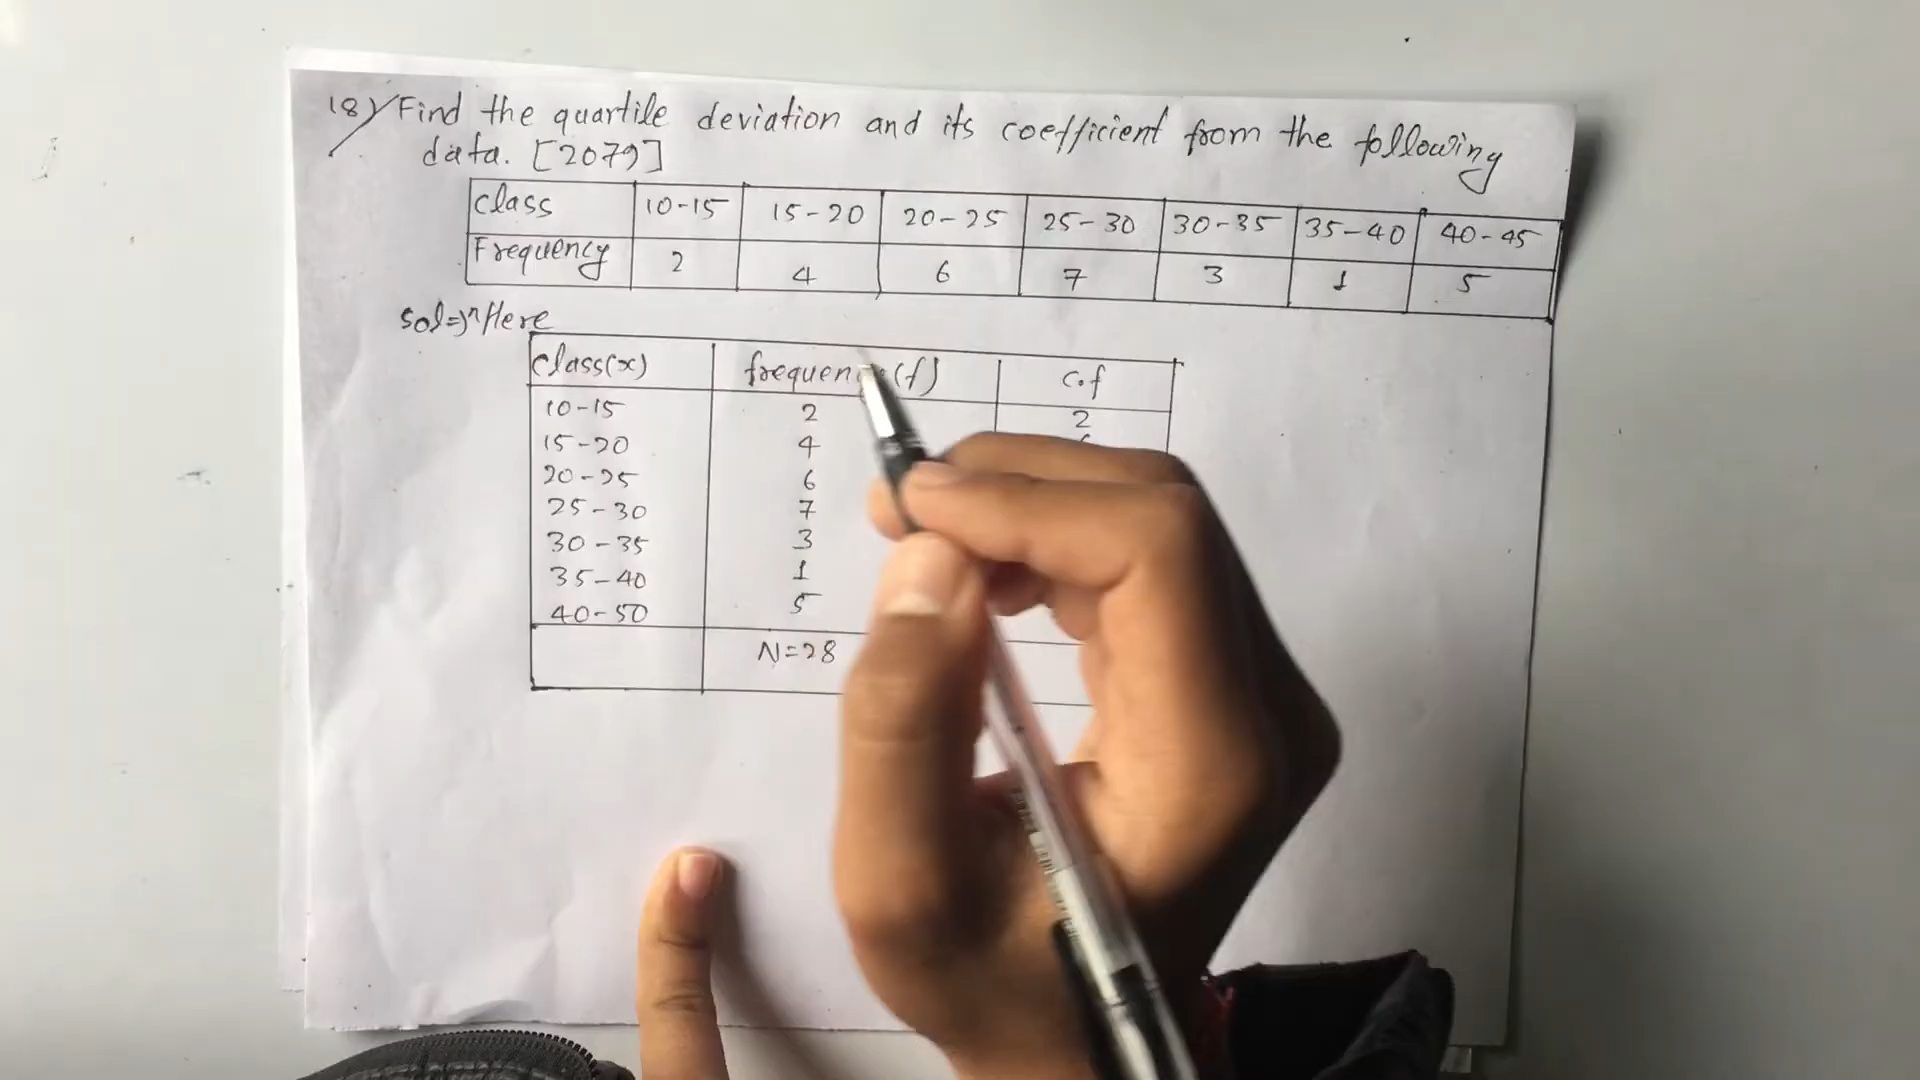 18) Find the quartile deviation and its coefficient from the following
data. [2079]
class 10-15 15-20 20-25 25-30 30-35 35-40 40-45
Frequency 2 4 6 7 3 1 5
solⁿ Here
class(x) frequency(f) c.f
10-15 2 2
15-20 4
20-25 6
25-30 7
30-35 3
35-40 1
40-50 5
N=28